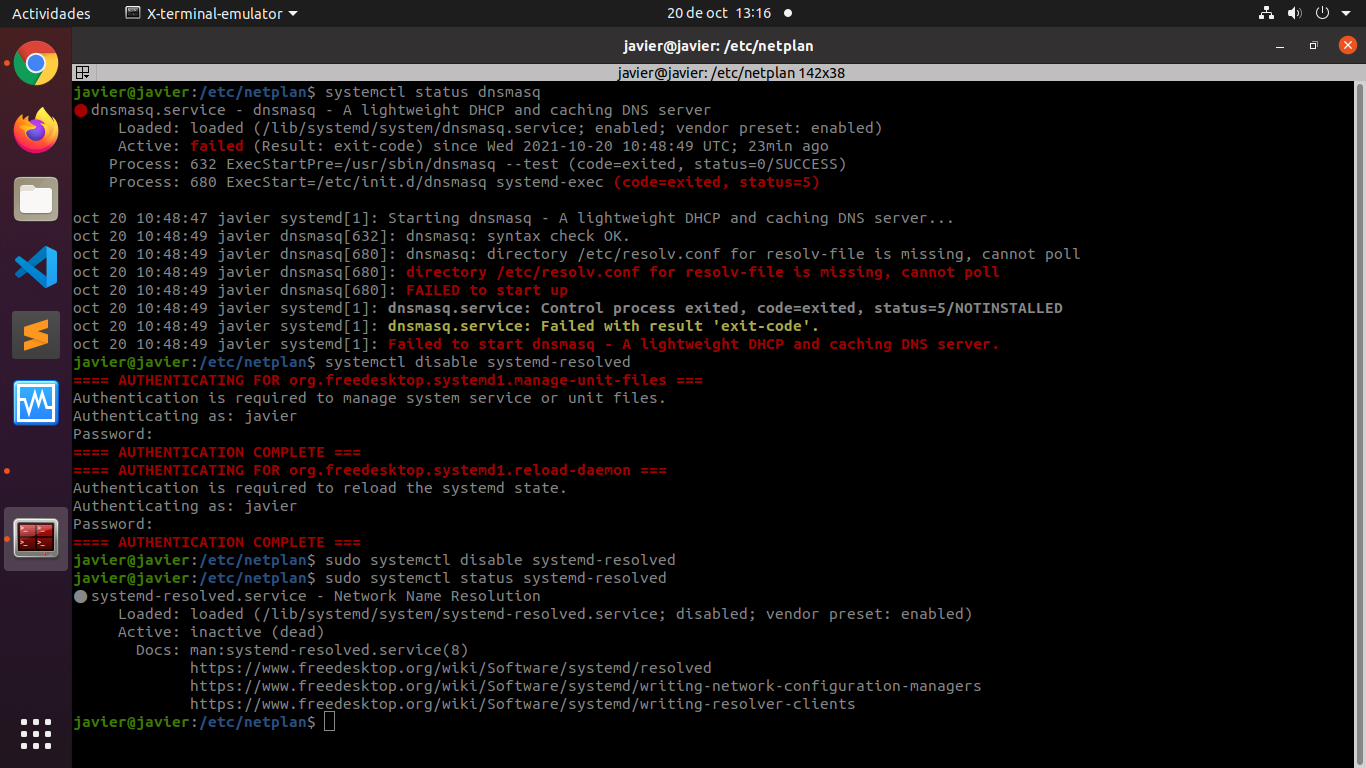 Actividades X-terminal-emulator 20 de oct 13:16
javier@javier: /etc/netplan
javier@javier: /etc/netplan 142x38
javier@javier:/etc/netplan$ systemctl status dnsmasq
dnsmasq.service - dnsmasq - A lightweight DHCP and caching DNS server
Loaded: loaded (/lib/systemd/system/dnsmasq.service; enabled; vendor preset: enabled)
Active: failed (Result: exit-code) since Wed 2021-10-20 10:48:49 UTC; 23min ago
Process: 632 ExecStartPre=/usr/sbin/dnsmasq --test (code=exited, status=0/SUCCESS)
Process: 680 ExecStart=/etc/init.d/dnsmasq systemd-exec (code=exited, status=5)
oct 20 10:48:47 javier systemd[1]: Starting dnsmasq - A lightweight DHCP and caching DNS server...
oct 20 10:48:49 javier dnsmasq[632]: dnsmasq: syntax check OK.
oct 20 10:48:49 javier dnsmasq[680]: dnsmasq: directory /etc/resolv.conf for resolv-file is missing, cannot poll
oct 20 10:48:49 javier dnsmasq[680]: directory /etc/resolv.conf for resolv-file is missing, cannot poll
oct 20 10:48:49 javier dnsmasq[680]: FAILED to start up
oct 20 10:48:49 javier systemd[1]: dnsmasq.service: Control process exited, code=exited, status=5/NOTINSTALLED
oct 20 10:48:49 javier systemd[1]: dnsmasq.service: Failed with result 'exit-code'.
oct 20 10:48:49 javier systemd[1]: Failed to start dnsmasq - A lightweight DHCP and caching DNS server.
javier@javier:/etc/netplan$ systemctl disable systemd-resolved
==== AUTHENTICATING FOR org.freedesktop.systemd1.manage-unit-files ===
Authentication is required to manage system service or unit files.
Authenticating as: javier
Password:
==== AUTHENTICATION COMPLETE ===
==== AUTHENTICATING FOR org.freedesktop.systemd1.reload-daemon ===
Authentication is required to reload the systemd state.
Authenticating as: javier
Password:
==== AUTHENTICATION COMPLETE ===
javier@javier:/etc/netplan$ sudo systemctl disable systemd-resolved
javier@javier:/etc/netplan$ sudo systemctl status systemd-resolved
systemd-resolved.service - Network Name Resolution
Loaded: loaded (/lib/systemd/system/systemd-resolved.service; disabled; vendor preset: enabled)
Active: inactive (dead)
Docs: man:systemd-resolved.service(8)
https://www.freedesktop.org/wiki/Software/systemd/resolved
https://www.freedesktop.org/wiki/Software/systemd/writing-network-configuration-managers
https://www.freedesktop.org/wiki/Software/systemd/writing-resolver-clients
javier@javier:/etc/netplan$